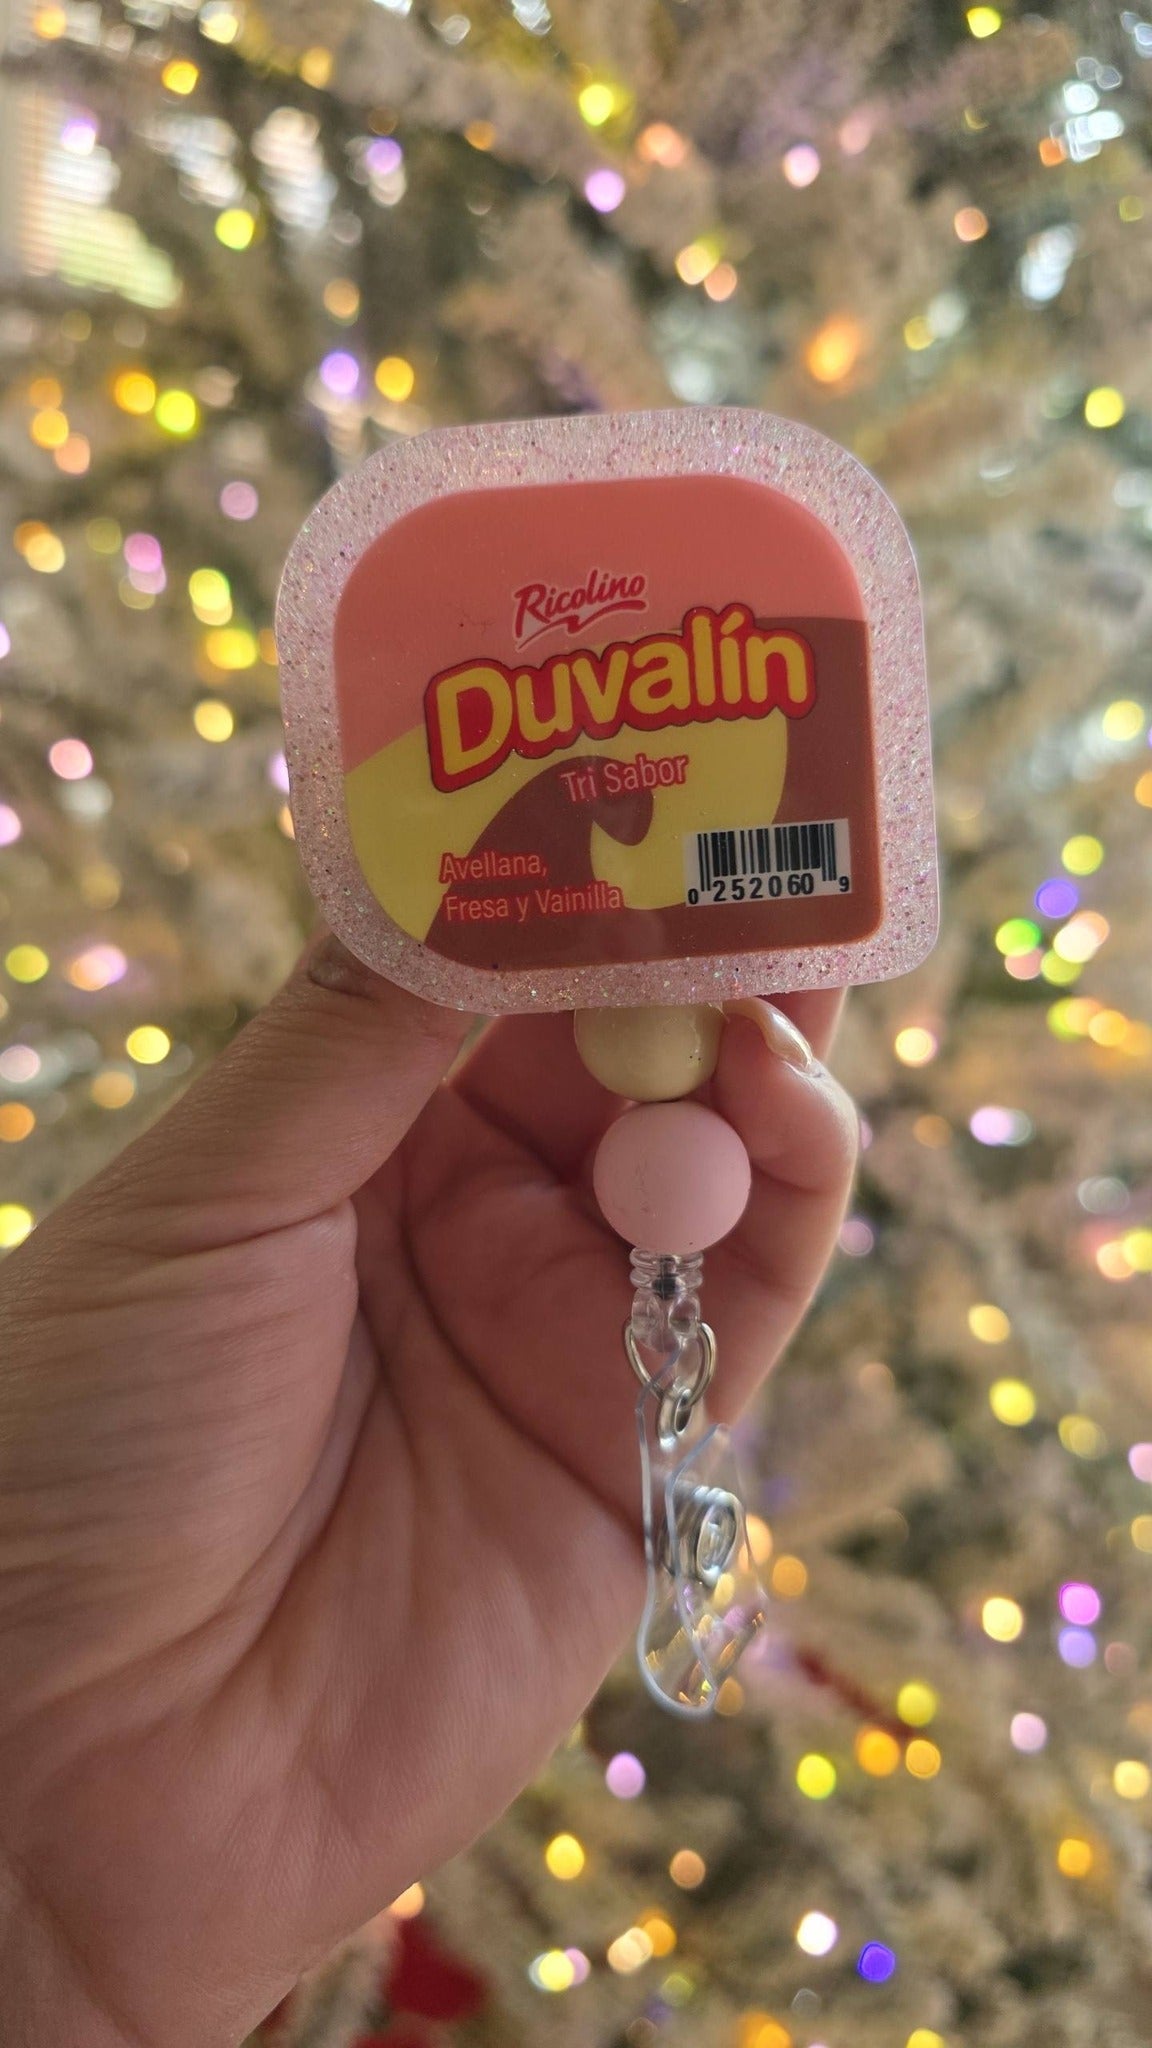 Ricolino
Duvalín
Tri Sabor
Avellana,
Fresa y Vainilla
0 252060 9